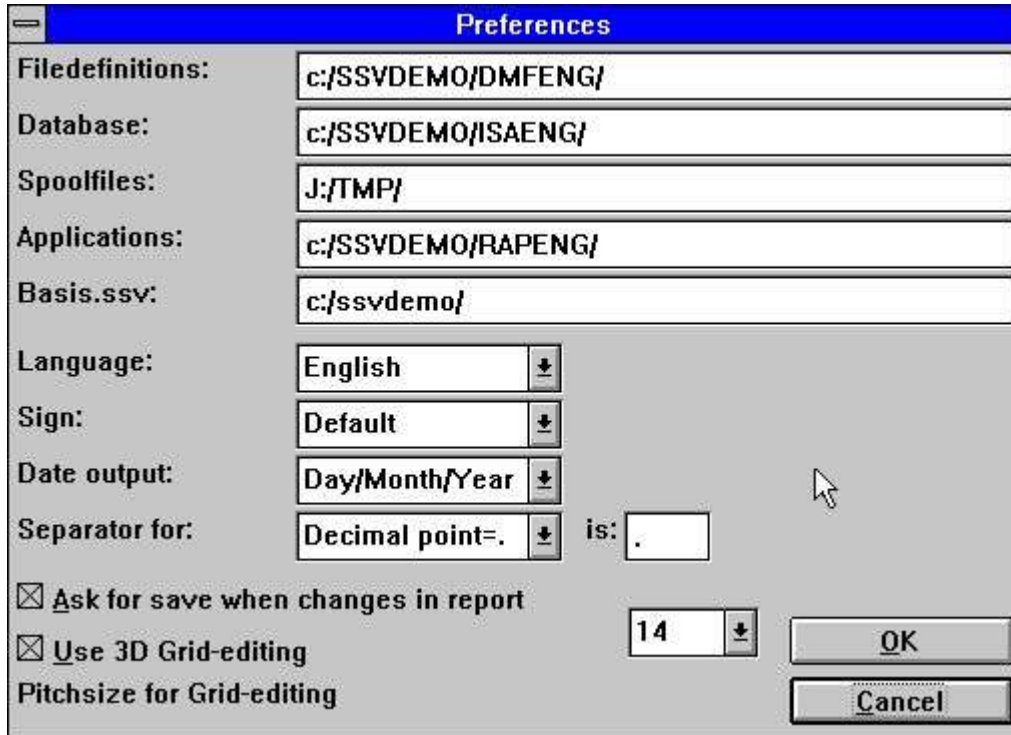 Preferences
Filedefinitions: c:/SSVDEMO/DMFENG/
Database: c:/SSVDEMO/ISAENG/
Spoolfiles: J:/TMP/
Applications: c:/SSVDEMO/RAPENG/
Basis.ssv: c:/ssvdemo/
Language: English
Sign: Default
Date output: Day/Month/Year
Separator for: Decimal point=. is: .
Ask for save when changes in report
14
Use 3D Grid-editing
OK
Pitchsize for Grid-editing
Cancel